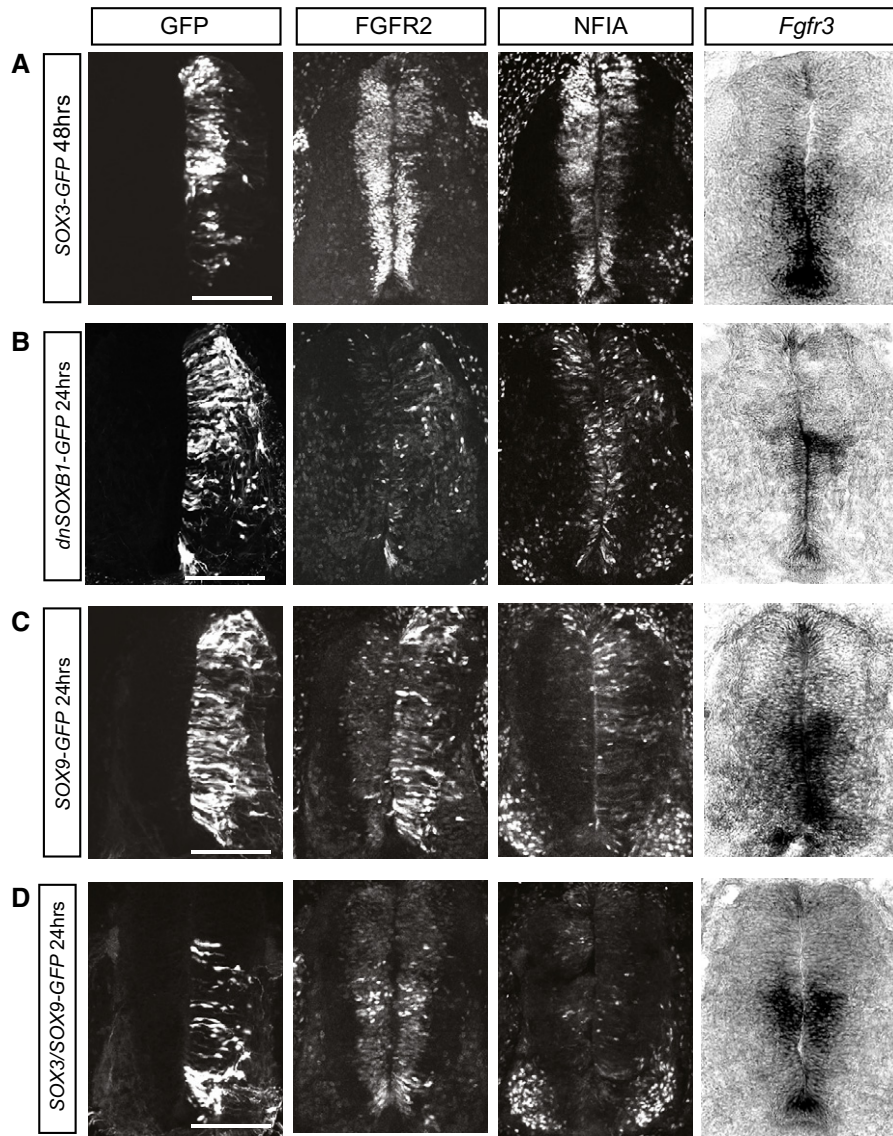 GFP FGFR2 NFIA Fgfr3
A SOX3-GFP 48hrs
B dnSOXB1-GFP 24hrs
C SOX9-GFP 24hrs
D SOX3/SOX9-GFP 24hrs